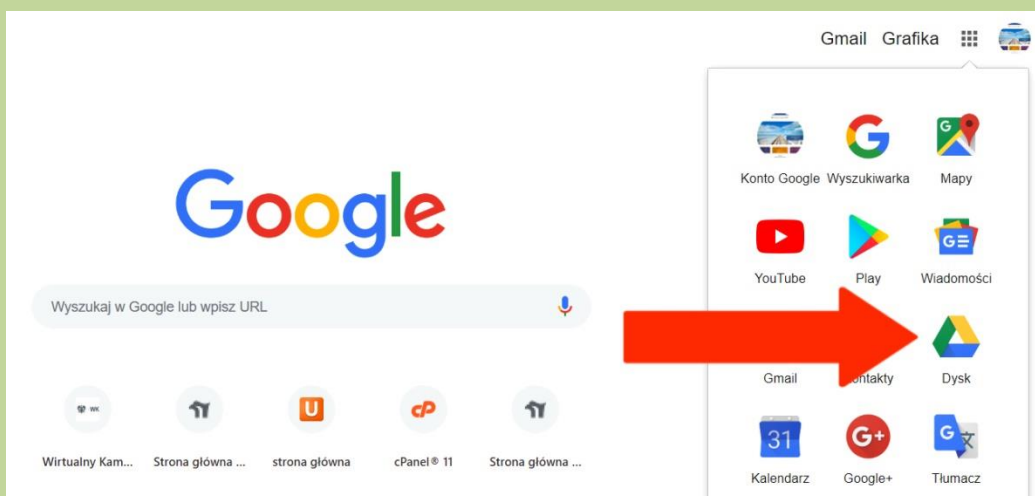 Gmail Grafika
Konto Google Wyszukiwarka Mapy
Google
YouTube Play Wiadomości
Wyszukaj w Google lub wpisz URL
Gmail ntakty Dysk
31 G+
Wirtualny Kam... Strona główna ... strona główna cPanel® 11 Strona główna ...
Kalendarz Google+ Tłumacz